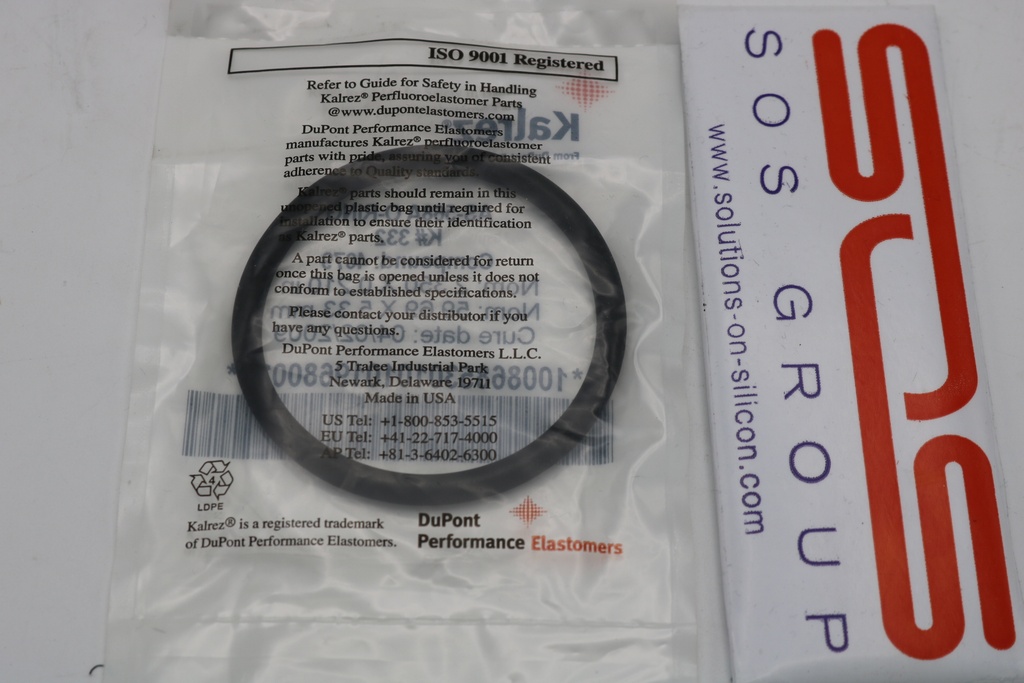 ISO 9001 Registered
Refer to Guide for Safety in Handling
Kalrez® Perfluoroelastomer Parts
@www.dupontelastomers.com
DuPont Performance Elastomers
manufactures Kalrez® perfluoroelastomer
parts with pride, assuring you of consistent
adherence to Quality standards.
Kalrez® parts should remain in this
unopened plastic bag until required for
installation to ensure their identification
as Kalrez® parts.
A part cannot be considered for return
once this bag is opened unless it does not
conform to established specifications.
Please contact your distributor if you
have any questions.
DuPont Performance Elastomers L.L.C.
5 Tralee Industrial Park
Newark, Delaware 19711
Made in USA
US Tel: +1-800-853-5515
EU Tel: +41-22-717-4000
AP Tel: +81-3-6402-6300
4
LDPE
Kalrez® is a registered trademark
of DuPont Performance Elastomers.
DuPont
Performance Elastomers
Kalrez
K# 332
SOS
SOS GROUP
www.solutions-on-silicon.com